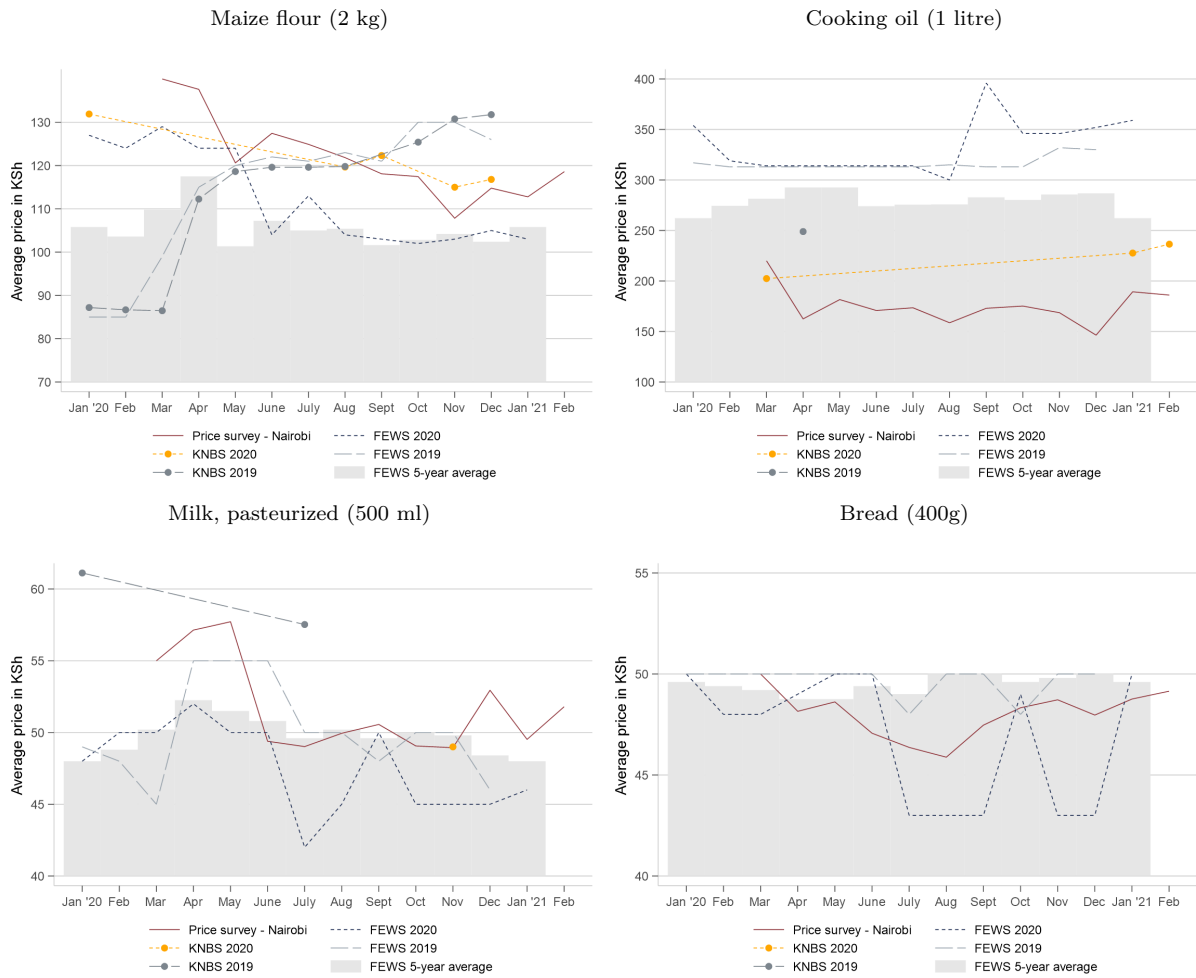 Maize flour (2 kg)
Average price in KSh
130
120
110
100
90
80
70
Jan '20 Feb Mar Apr May June July Aug Sept Oct Nov Dec Jan '21 Feb
Price survey - Nairobi FEWS 2020
KNBS 2020 FEWS 2019
KNBS 2019 FEWS 5-year average
Cooking oil (1 litre)
Average price in KSh
400
350
300
250
200
150
100
Jan '20 Feb Mar Apr May June July Aug Sept Oct Nov Dec Jan '21 Feb
Price survey - Nairobi FEWS 2020
KNBS 2020 FEWS 2019
KNBS 2019 FEWS 5-year average
Milk, pasteurized (500 ml)
Average price in KSh
60
55
50
45
40
Jan '20 Feb Mar Apr May June July Aug Sept Oct Nov Dec Jan '21 Feb
Price survey - Nairobi FEWS 2020
KNBS 2020 FEWS 2019
KNBS 2019 FEWS 5-year average
Bread (400g)
Average price in KSh
55
50
45
40
Jan '20 Feb Mar Apr May June July Aug Sept Oct Nov Dec Jan '21 Feb
Price survey - Nairobi FEWS 2020
KNBS 2020 FEWS 2019
KNBS 2019 FEWS 5-year average